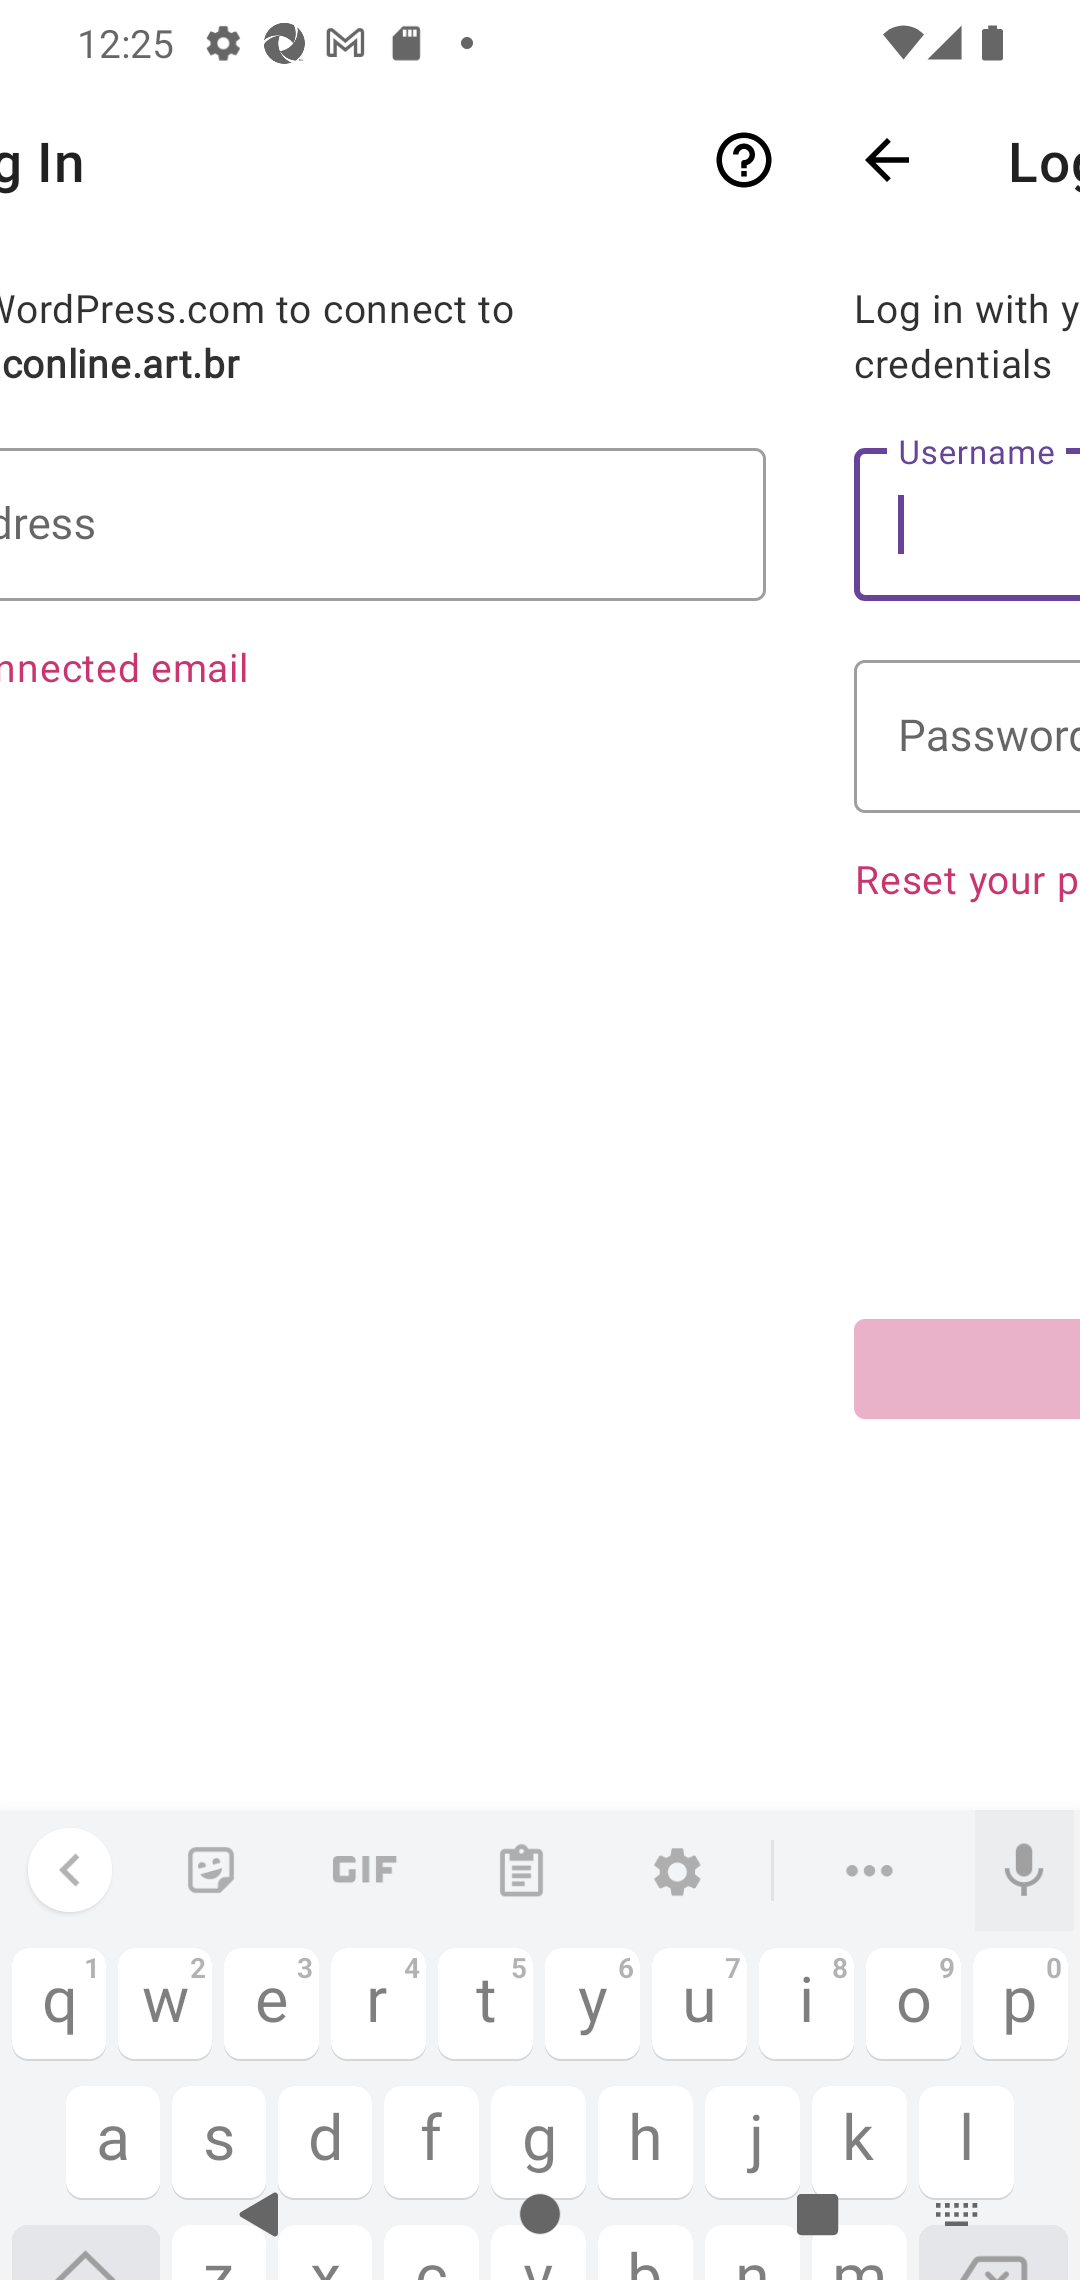 12:25
g In
Log
WordPress.com to connect to
conline.art.br
dress
nnected email
Log in with y
credentials
Username
Password
Reset your p
GIF
1 2 3 4 5 6 7 8 9 0
q w e r t y u i o p
a s d f g h j k l
z x c v b n m